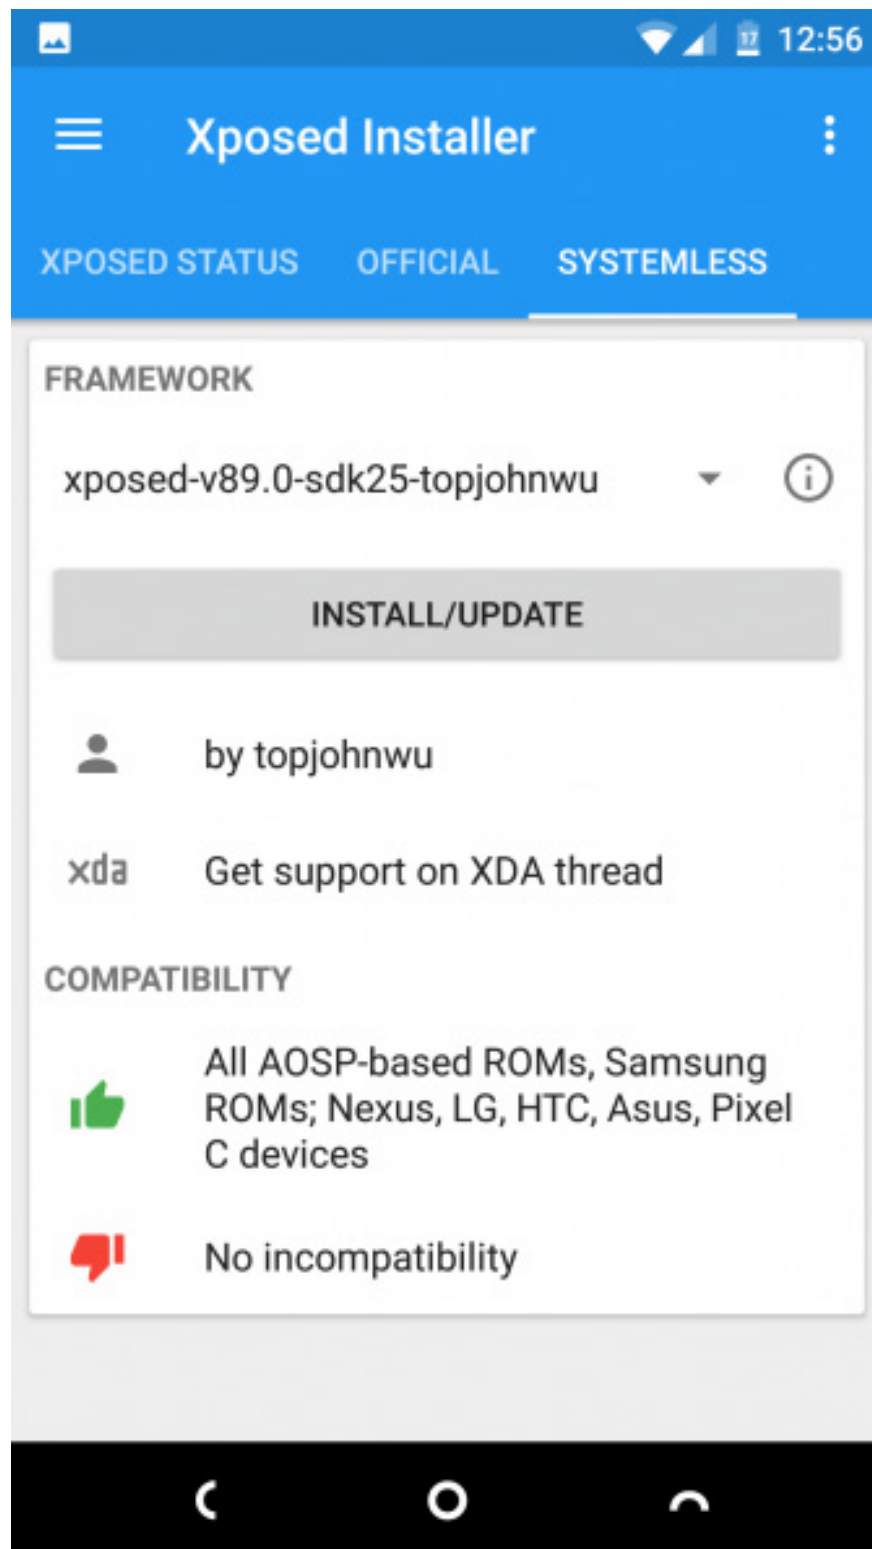 17 12:56
Xposed Installer
XPOSED STATUS OFFICIAL SYSTEMLESS
FRAMEWORK
xposed-v89.0-sdk25-topjohnwu
INSTALL/UPDATE
by topjohnwu
xda Get support on XDA thread
COMPATIBILITY
All AOSP-based ROMs, Samsung
ROMs; Nexus, LG, HTC, Asus, Pixel
C devices
No incompatibility